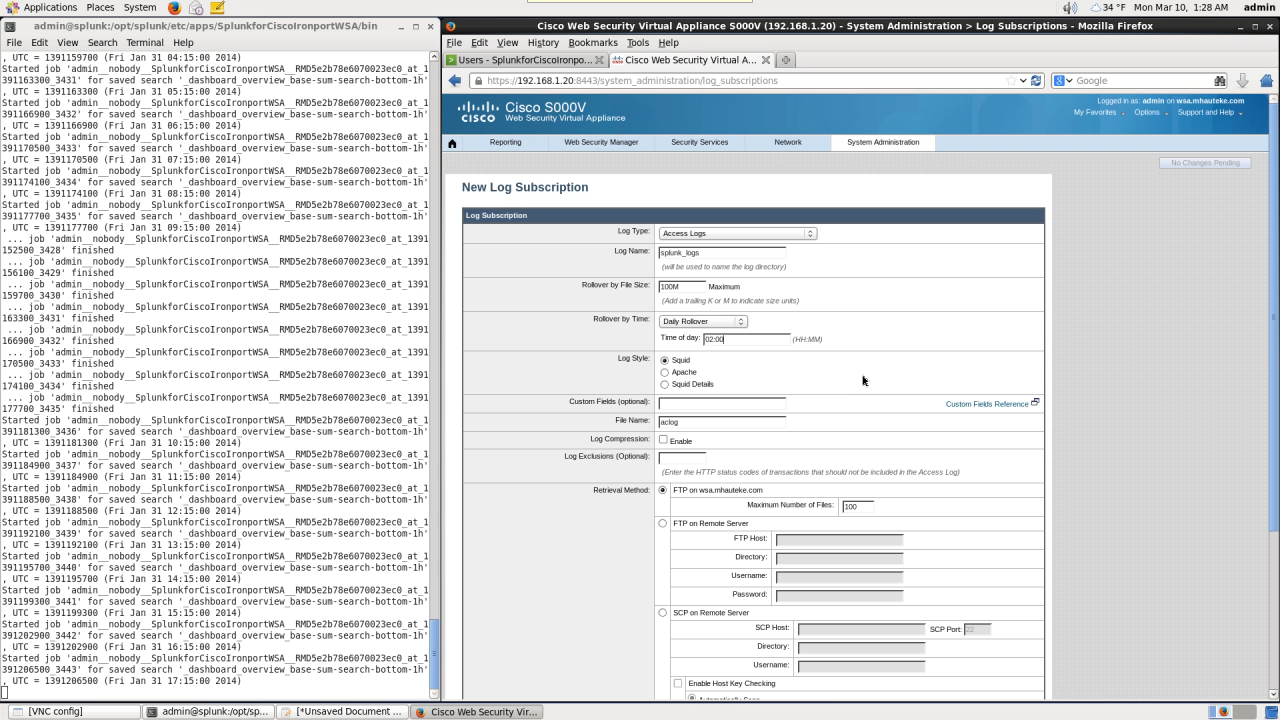 Applications Places System
34 °F Mon Mar 10, 1:28 AM admin
admin@splunk:/opt/splunk/etc/apps/SplunkforCiscoIronportWSA/bin
File Edit View Search Terminal Help
, UTC = 1391159700 (Fri Jan 31 04:15:00 2014)
Started job 'admin__nobody__SplunkforCiscoIronportWSA__RMD5e2b78e6070023ec0_at_1
391163300_3431' for saved search '_dashboard_overview_base-sum-search-bottom-1h'
, UTC = 1391163300 (Fri Jan 31 05:15:00 2014)
Started job 'admin__nobody__SplunkforCiscoIronportWSA__RMD5e2b78e6070023ec0_at_1
391166900_3432' for saved search '_dashboard_overview_base-sum-search-bottom-1h'
, UTC = 1391166900 (Fri Jan 31 06:15:00 2014)
Started job 'admin__nobody__SplunkforCiscoIronportWSA__RMD5e2b78e6070023ec0_at_1
391170500_3433' for saved search '_dashboard_overview_base-sum-search-bottom-1h'
, UTC = 1391170500 (Fri Jan 31 07:15:00 2014)
Started job 'admin__nobody__SplunkforCiscoIronportWSA__RMD5e2b78e6070023ec0_at_1
391174100_3434' for saved search '_dashboard_overview_base-sum-search-bottom-1h'
, UTC = 1391174100 (Fri Jan 31 08:15:00 2014)
Started job 'admin__nobody__SplunkforCiscoIronportWSA__RMD5e2b78e6070023ec0_at_1
391177700_3435' for saved search '_dashboard_overview_base-sum-search-bottom-1h'
, UTC = 1391177700 (Fri Jan 31 09:15:00 2014)
... job 'admin__nobody__SplunkforCiscoIronportWSA__RMD5e2b78e6070023ec0_at_1391
152500_3428' finished
... job 'admin__nobody__SplunkforCiscoIronportWSA__RMD5e2b78e6070023ec0_at_1391
156100_3429' finished
... job 'admin__nobody__SplunkforCiscoIronportWSA__RMD5e2b78e6070023ec0_at_1391
159700_3430' finished
... job 'admin__nobody__SplunkforCiscoIronportWSA__RMD5e2b78e6070023ec0_at_1391
163300_3431' finished
... job 'admin__nobody__SplunkforCiscoIronportWSA__RMD5e2b78e6070023ec0_at_1391
166900_3432' finished
... job 'admin__nobody__SplunkforCiscoIronportWSA__RMD5e2b78e6070023ec0_at_1391
170500_3433' finished
... job 'admin__nobody__SplunkforCiscoIronportWSA__RMD5e2b78e6070023ec0_at_1391
174100_3434' finished
... job 'admin__nobody__SplunkforCiscoIronportWSA__RMD5e2b78e6070023ec0_at_1391
177700_3435' finished
Started job 'admin__nobody__SplunkforCiscoIronportWSA__RMD5e2b78e6070023ec0_at_1
391181300_3436' for saved search '_dashboard_overview_base-sum-search-bottom-1h'
, UTC = 1391181300 (Fri Jan 31 10:15:00 2014)
Started job 'admin__nobody__SplunkforCiscoIronportWSA__RMD5e2b78e6070023ec0_at_1
391184900_3437' for saved search '_dashboard_overview_base-sum-search-bottom-1h'
, UTC = 1391184900 (Fri Jan 31 11:15:00 2014)
Started job 'admin__nobody__SplunkforCiscoIronportWSA__RMD5e2b78e6070023ec0_at_1
391188500_3438' for saved search '_dashboard_overview_base-sum-search-bottom-1h'
, UTC = 1391188500 (Fri Jan 31 12:15:00 2014)
Started job 'admin__nobody__SplunkforCiscoIronportWSA__RMD5e2b78e6070023ec0_at_1
391192100_3439' for saved search '_dashboard_overview_base-sum-search-bottom-1h'
, UTC = 1391192100 (Fri Jan 31 13:15:00 2014)
Started job 'admin__nobody__SplunkforCiscoIronportWSA__RMD5e2b78e6070023ec0_at_1
391195700_3440' for saved search '_dashboard_overview_base-sum-search-bottom-1h'
, UTC = 1391195700 (Fri Jan 31 14:15:00 2014)
Started job 'admin__nobody__SplunkforCiscoIronportWSA__RMD5e2b78e6070023ec0_at_1
391199300_3441' for saved search '_dashboard_overview_base-sum-search-bottom-1h'
, UTC = 1391199300 (Fri Jan 31 15:15:00 2014)
Started job 'admin__nobody__SplunkforCiscoIronportWSA__RMD5e2b78e6070023ec0_at_1
391202900_3442' for saved search '_dashboard_overview_base-sum-search-bottom-1h'
, UTC = 1391202900 (Fri Jan 31 16:15:00 2014)
Started job 'admin__nobody__SplunkforCiscoIronportWSA__RMD5e2b78e6070023ec0_at_1
391206500_3443' for saved search '_dashboard_overview_base-sum-search-bottom-1h'
, UTC = 1391206500 (Fri Jan 31 17:15:00 2014)
Cisco Web Security Virtual Appliance S000V (192.168.1.20) - System Administration > Log Subscriptions - Mozilla Firefox
File Edit View History Bookmarks Tools Help
Users - SplunkforCiscoIronpo... Cisco Web Security Virtual A...
https://192.168.1.20:8443/system_administration/log_subscriptions
Google
CISCO
Cisco S000V
Web Security Virtual Appliance
Logged in as: admin on wsa.mhauteke.com
My Favorites Options Support and Help
Reporting Web Security Manager Security Services Network System Administration
No Changes Pending
New Log Subscription
Log Subscription
Log Type: Access Logs
Log Name: splunk_logs
(will be used to name the log directory)
Rollover by File Size: 100M Maximum
(Add a trailing K or M to indicate size units)
Rollover by Time: Daily Rollover
Time of day: 02:00 (HH:MM)
Log Style: Squid
Apache
Squid Details
Custom Fields (optional): Custom Fields Reference
File Name: aclog
Log Compression: Enable
Log Exclusions (Optional):
(Enter the HTTP status codes of transactions that should not be included in the Access Log)
Retrieval Method: FTP on wsa.mhauteke.com
Maximum Number of Files: 100
FTP on Remote Server
FTP Host:
Directory:
Username:
Password:
SCP on Remote Server
SCP Host: SCP Port: 22
Directory:
Username:
Enable Host Key Checking
[VNC config] admin@splunk:/opt/sp... [*Unsaved Document ... Cisco Web Security Vir...